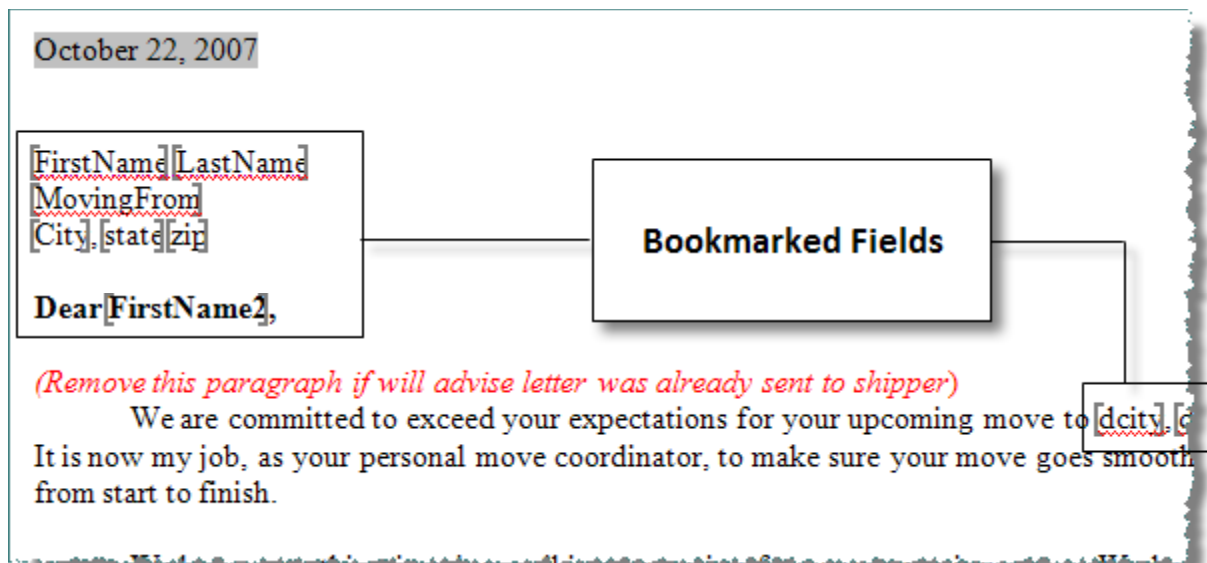 October 22, 2007
[FirstName] [LastName]
[MovingFrom]
[City], [state] [zip]
Bookmarked Fields
Dear [FirstName2],
(Remove this paragraph if will advise letter was already sent to shipper)
We are committed to exceed your expectations for your upcoming move to [dcity], [
It is now my job, as your personal move coordinator, to make sure your move goes smooth
from start to finish.